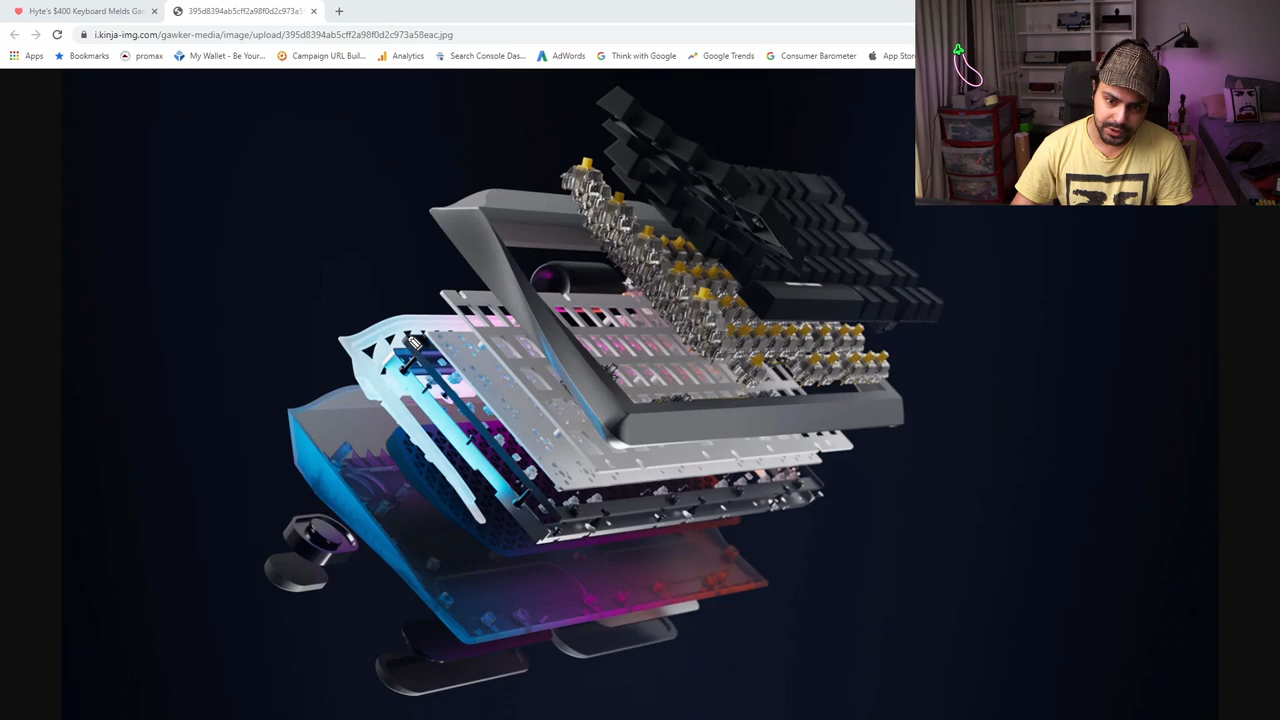 Hyte's $400 Keyboard Melds Ga
395d8394ab5cff2a98f0d2c973a5
i.kinja-img.com/gawker-media/image/upload/395d8394ab5cff2a98f0d2c973a58eac.jpg
Apps Bookmarks promax My Wallet - Be Your... Campaign URL Buil... Analytics Search Console Das... AdWords Think with Google Google Trends Consumer Barometer App Stor